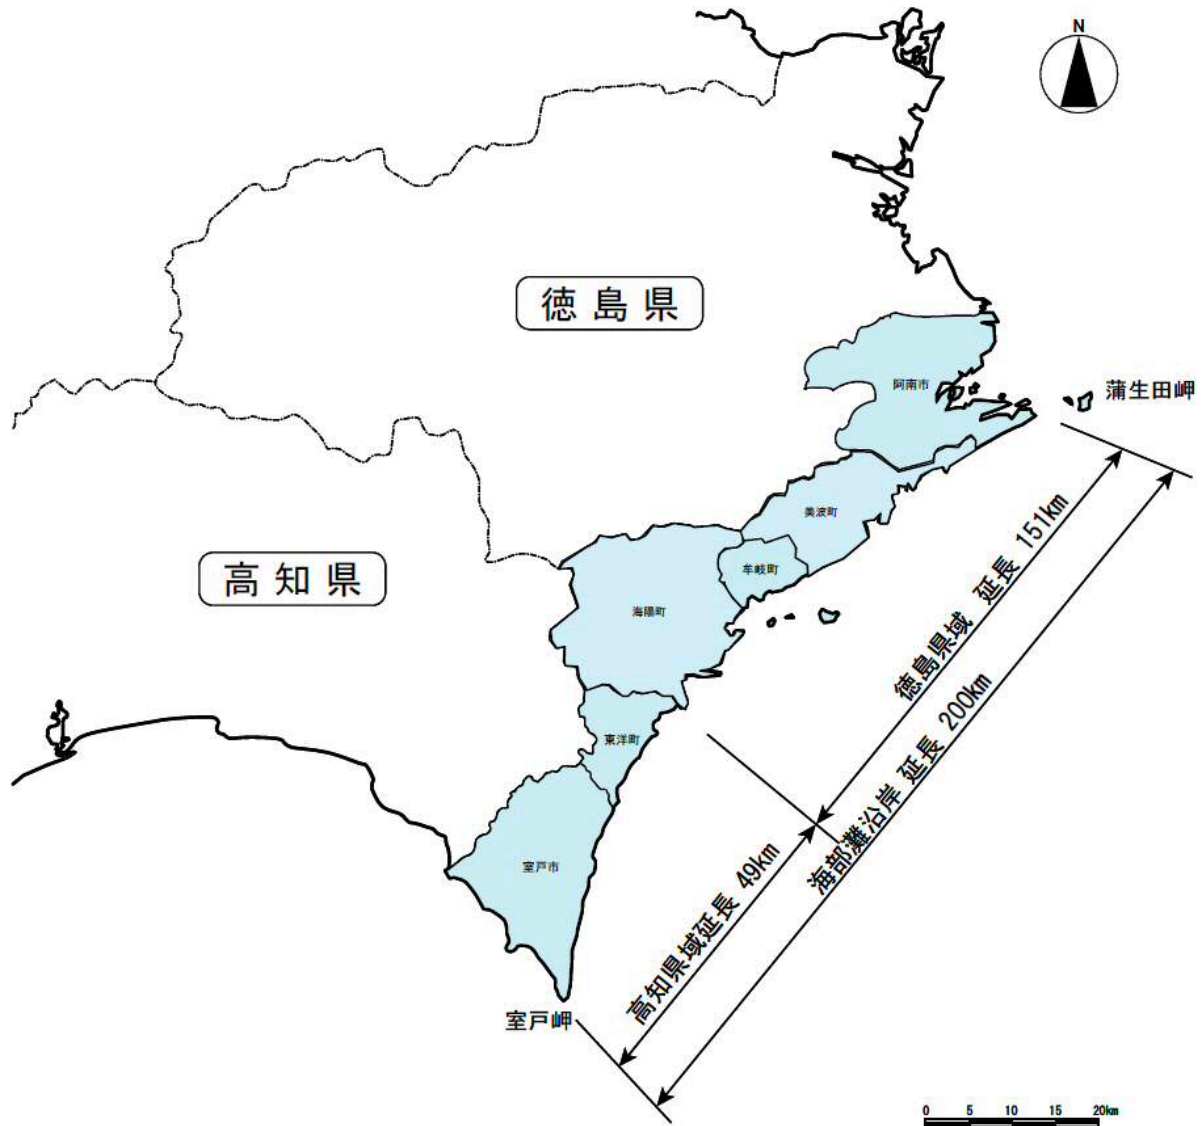 N
徳島県
阿南市
蒲生田岬
美波町
牟岐町
高知県
海陽町
徳島県域 延長 151km
海部灘沿岸 延長 200km
東洋町
高知県域延長 49km
室戸市
室戸岬
0 5 10 15 20km